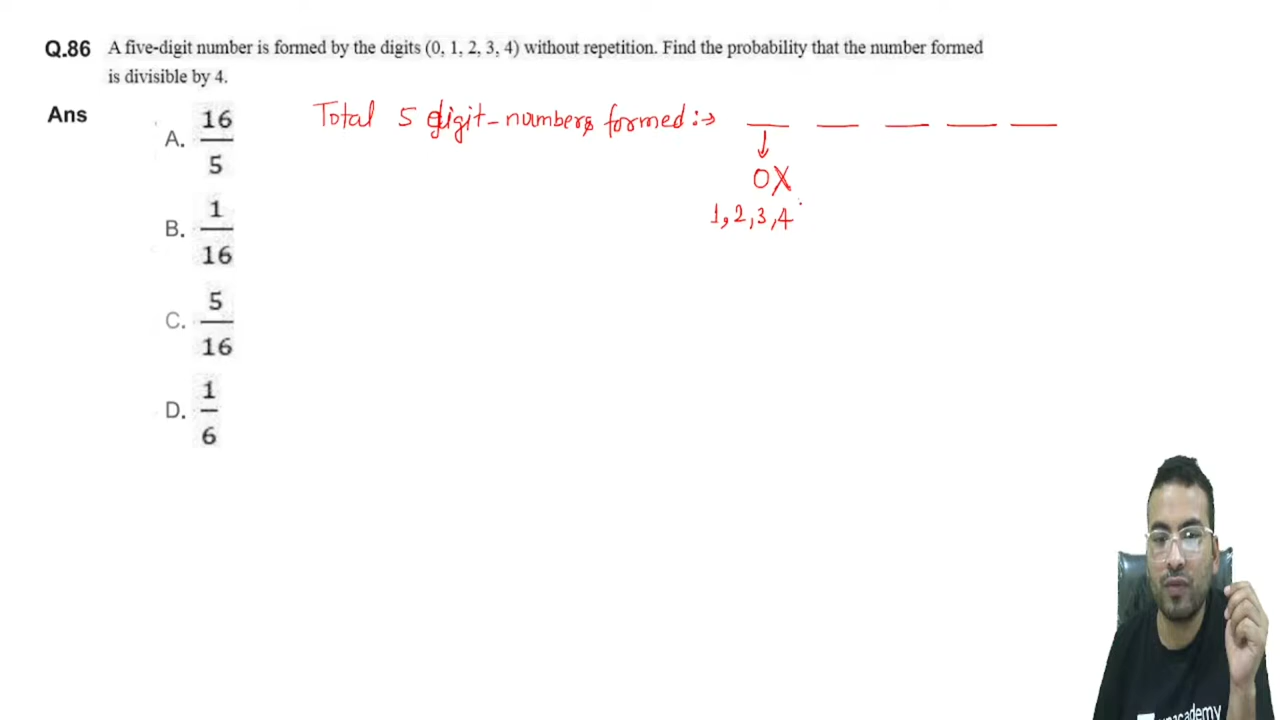 Q.86 A five-digit number is formed by the digits (0, 1, 2, 3, 4) without repetition. Find the probability that the number formed
is divisible by 4.
Ans
A. 16/5
B. 1/16
C. 5/16
D. 1/6
Total 5 digit-numbers formed:→
0X
1,2,3,4
unacademy